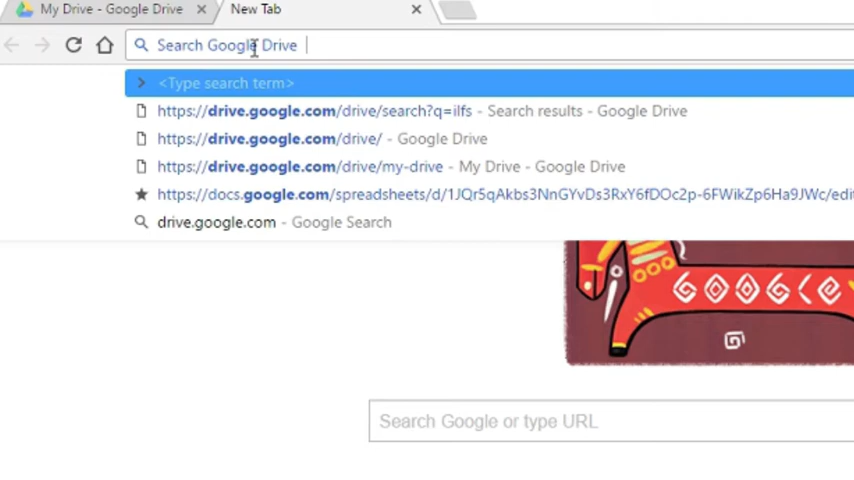 My Drive - Google Drive
New Tab
Search Google Drive
<Type search term>
https://drive.google.com/drive/search?q=ilfs - Search results - Google Drive
https://drive.google.com/drive/ - Google Drive
https://drive.google.com/drive/my-drive - My Drive - Google Drive
https://docs.google.com/spreadsheets/d/1JQr5qAkbs3NnGYvDs3RxY6fDOc2p-6FWikZp6Ha9JWc/edit
drive.google.com - Google Search
GOOG
Search Google or type URL